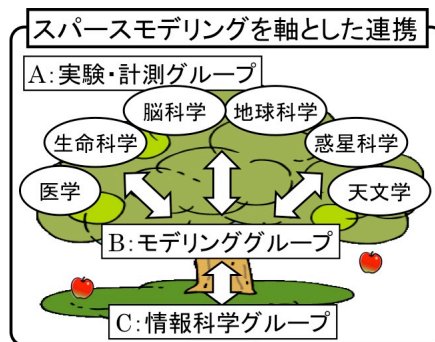 スパースモデリングを軸とした連携
A:実験・計測グループ
脳科学
地球科学
生命科学
惑星科学
医学
天文学
B:モデリンググループ
C:情報科学グループ